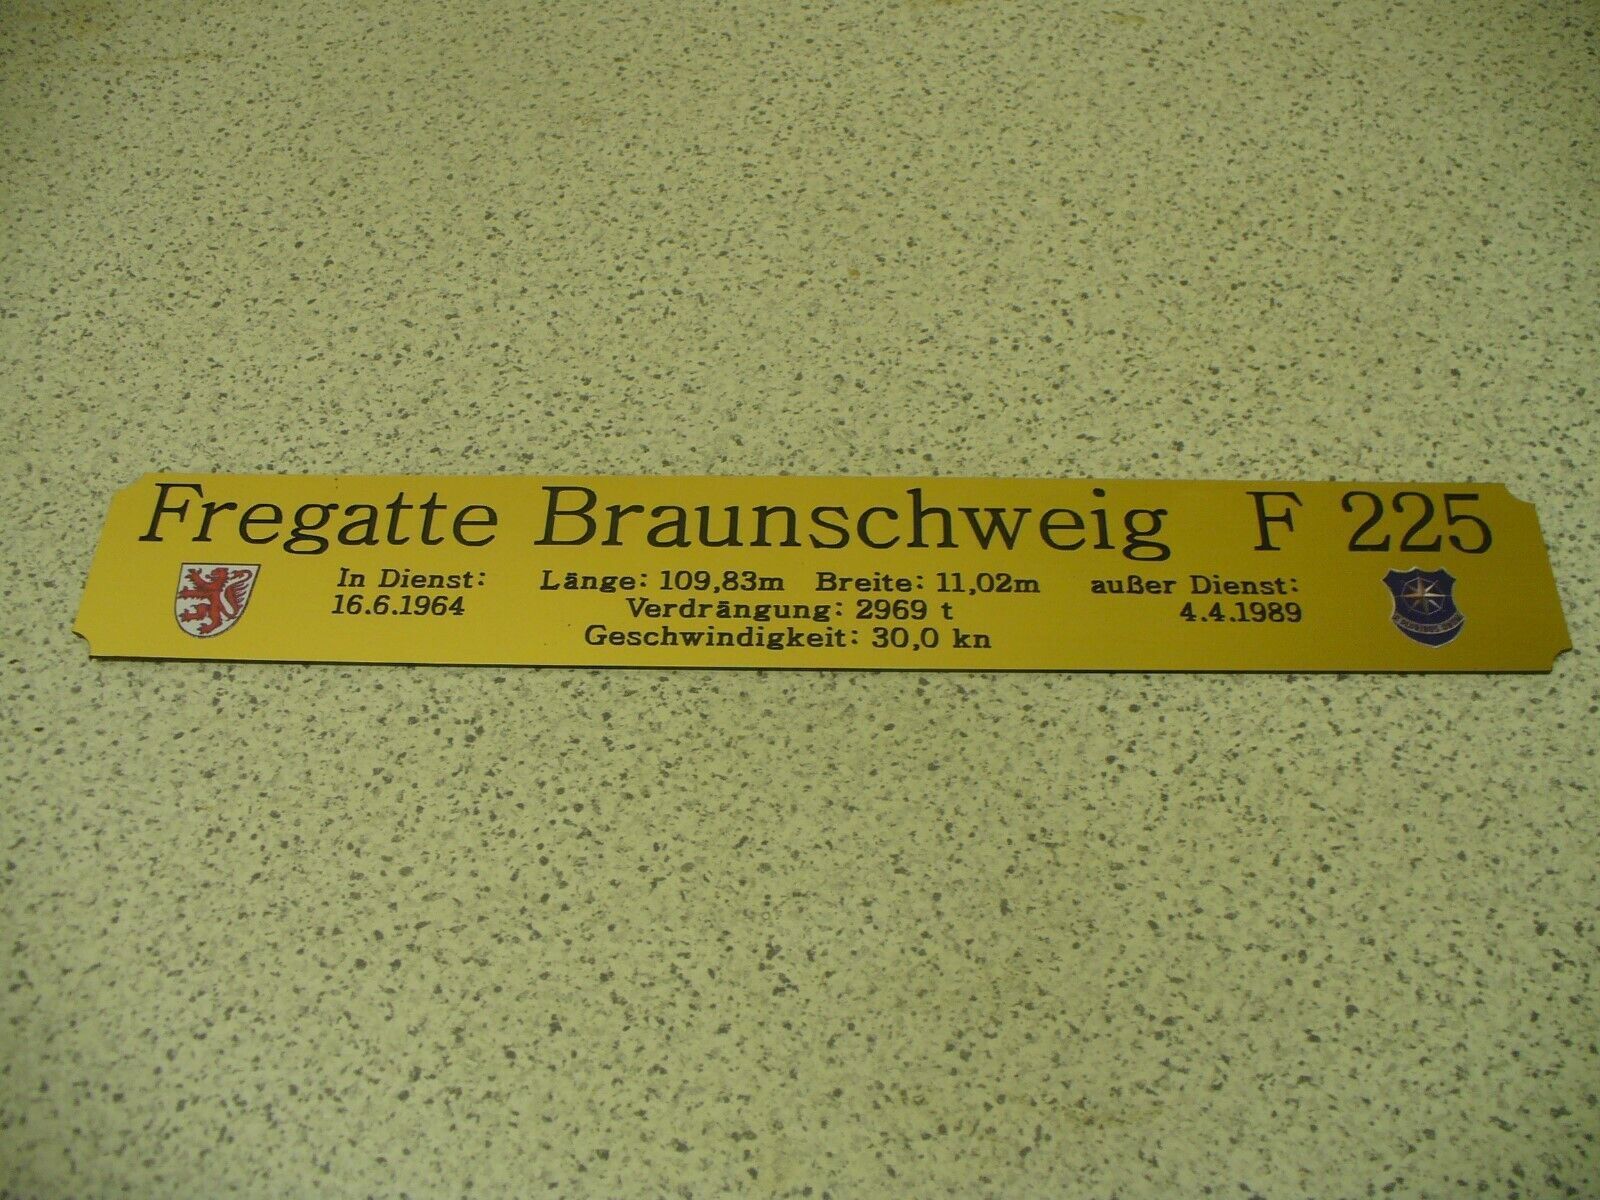 Fregatte Braunschweig F 225
In Dienst: Länge: 109,83m Breite: 11,02m außer Dienst:
16.6.1964 Verdrängung: 2969 t 4.4.1989
Geschwindigkeit: 30,0 kn